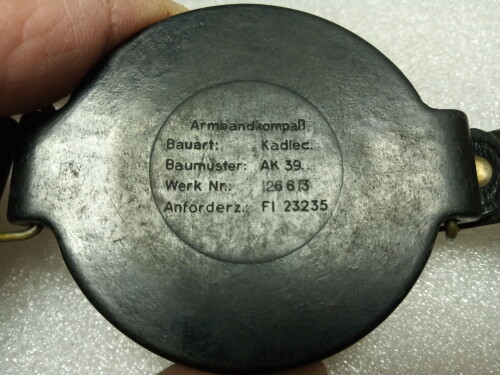 Armbandkompaß
Bauart: Kadlec.
Baumuster: AK 39..
Werk Nr: 126613
Anforderz.: Fl 23235